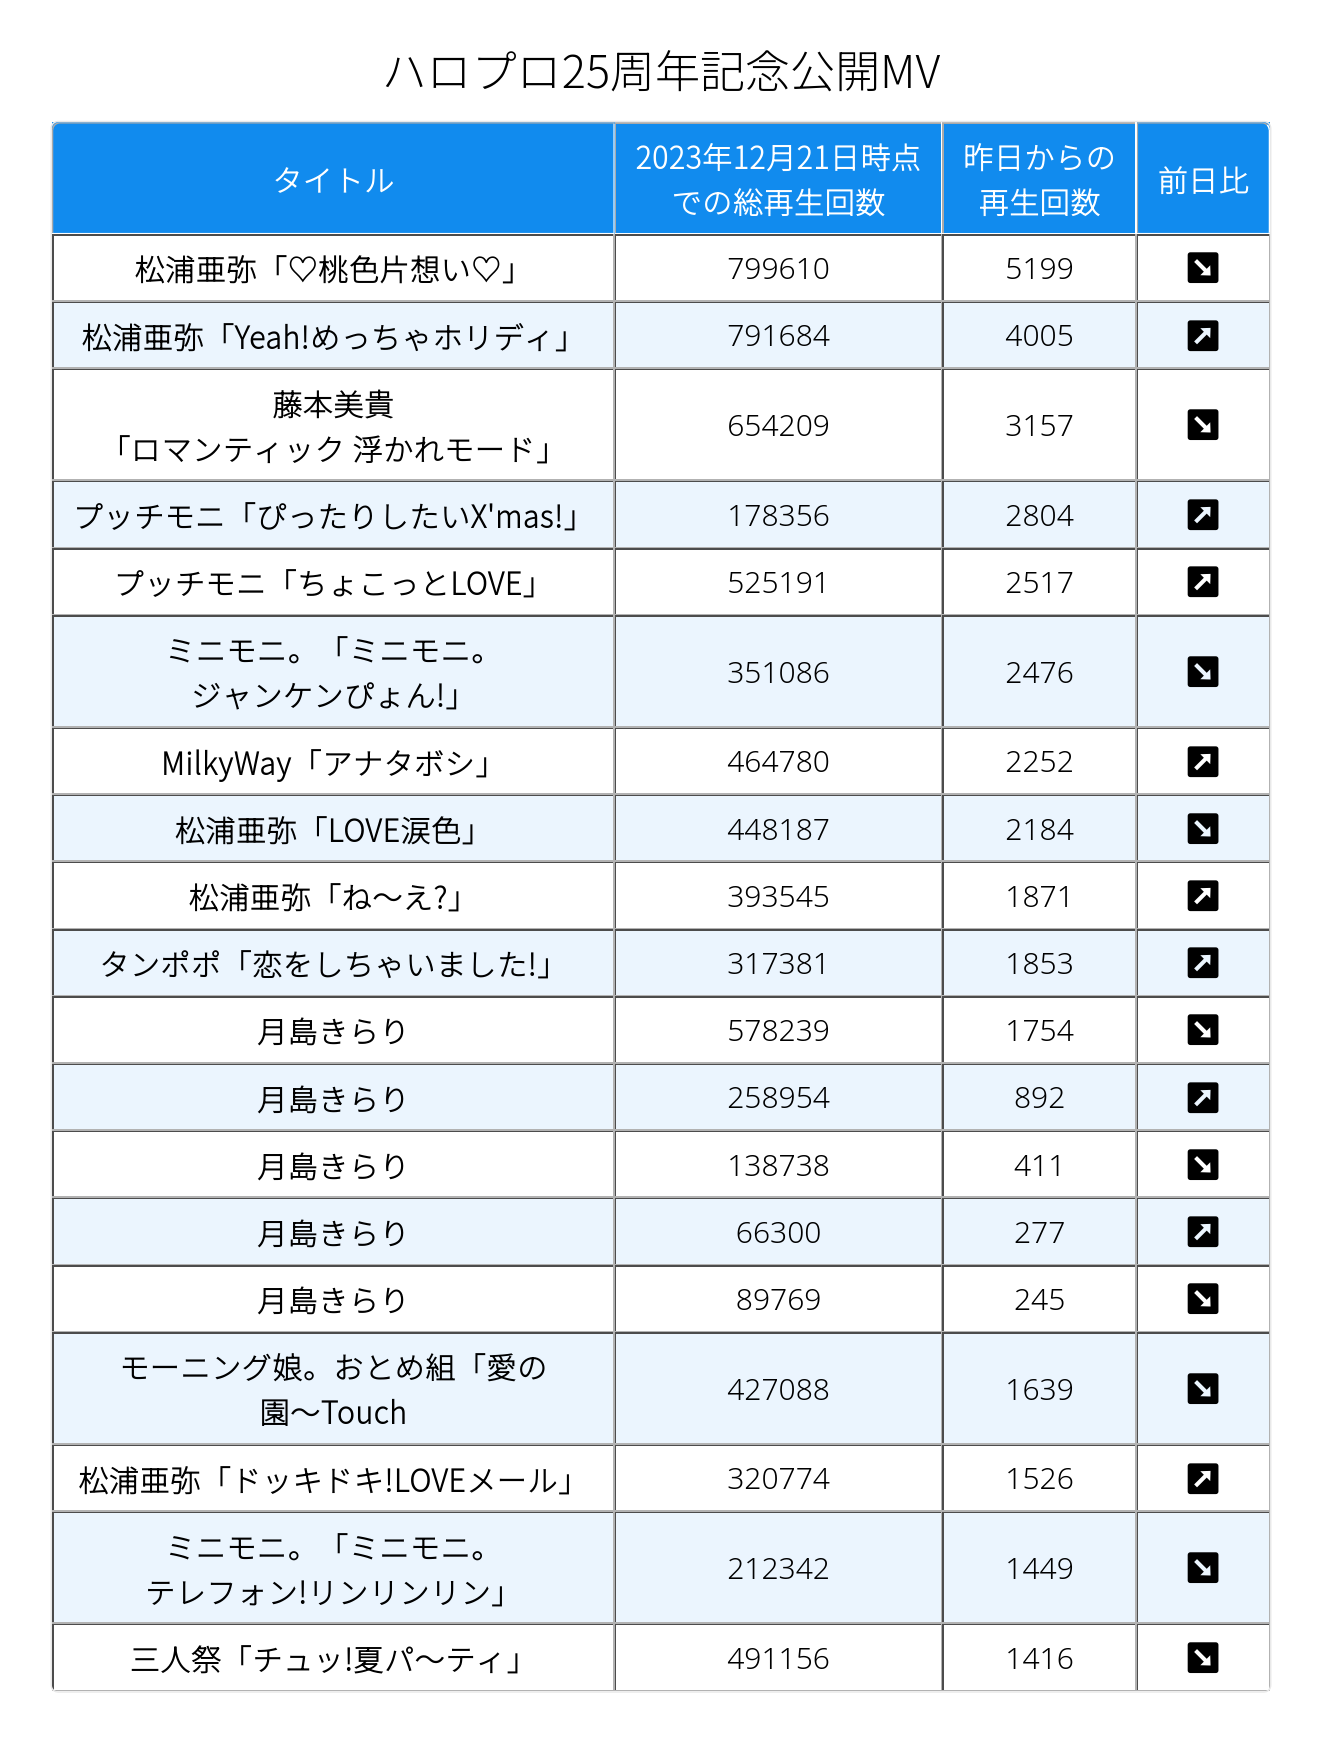 ハロプロ25周年記念公開MV
タイトル
2023年12月21日時点
での総再生回数
昨日からの
再生回数
前日比
松浦亜弥「♡桃色片想い♡」 799610 5199
松浦亜弥「Yeah!めっちゃホリディ」 791684 4005
藤本美貴
「ロマンティック 浮かれモード」 654209 3157
プッチモニ「ぴったりしたいX'mas!」 178356 2804
プッチモニ「ちょこっとLOVE」 525191 2517
ミニモニ。「ミニモニ。
ジャンケンぴょん!」 351086 2476
MilkyWay「アナタボシ」 464780 2252
松浦亜弥「LOVE涙色」 448187 2184
松浦亜弥「ね～え?」 393545 1871
タンポポ「恋をしちゃいました!」 317381 1853
月島きらり 578239 1754
月島きらり 258954 892
月島きらり 138738 411
月島きらり 66300 277
月島きらり 89769 245
モーニング娘。おとめ組「愛の
園～Touch 427088 1639
松浦亜弥「ドッキドキ!LOVEメール」 320774 1526
ミニモニ。「ミニモニ。
テレフォン!リンリンリン」 212342 1449
三人祭「チュッ!夏パ～ティ」 491156 1416